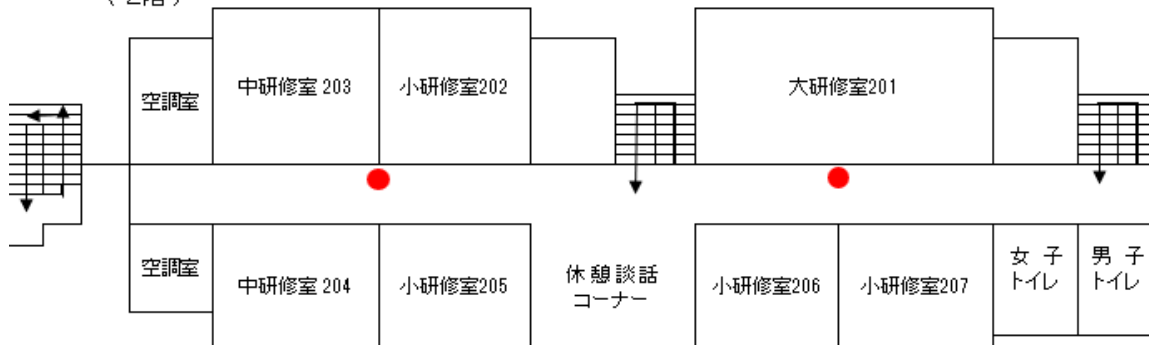 (2階)
中研修室 203
小研修室202
大研修室201
空調室
空調室
中研修室 204
小研修室205
休憩談話
コーナー
小研修室206
小研修室207
女 子
トイレ
男 子
トイレ